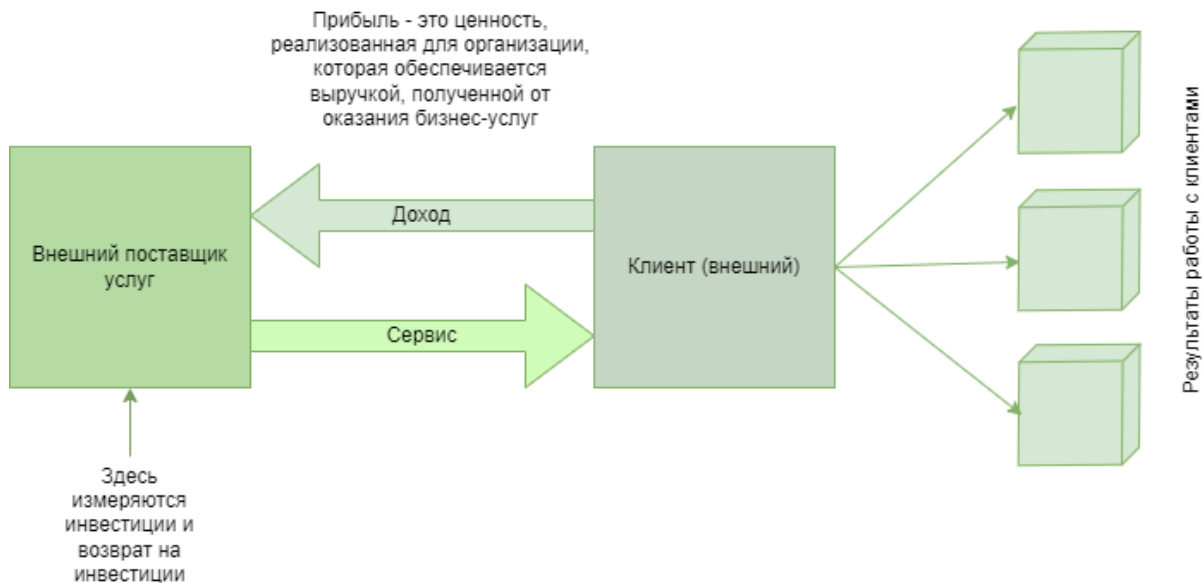 Прибыль - это ценность,
реализованная для организации,
которая обеспечивается
выручкой, полученной от
оказания бизнес-услуг
Внешний поставщик
услуг
Доход
Сервис
Клиент (внешний)
Результаты работы с клиентами
Здесь
измеряются
инвестиции и
возврат на
инвестиции